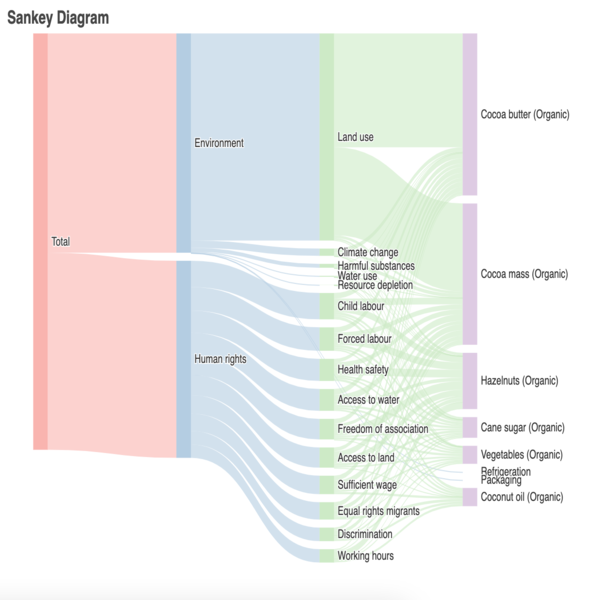 Sankey Diagram
Total
Environment
Human rights
Land use
Climate change
Harmful substances
Water use
Resource depletion
Child labour
Forced labour
Health safety
Access to water
Freedom of association
Access to land
Sufficient wage
Equal rights migrants
Discrimination
Working hours
Cocoa butter (Organic)
Cocoa mass (Organic)
Hazelnuts (Organic)
Cane sugar (Organic)
Vegetables (Organic)
Refrigeration
Packaging
Coconut oil (Organic)